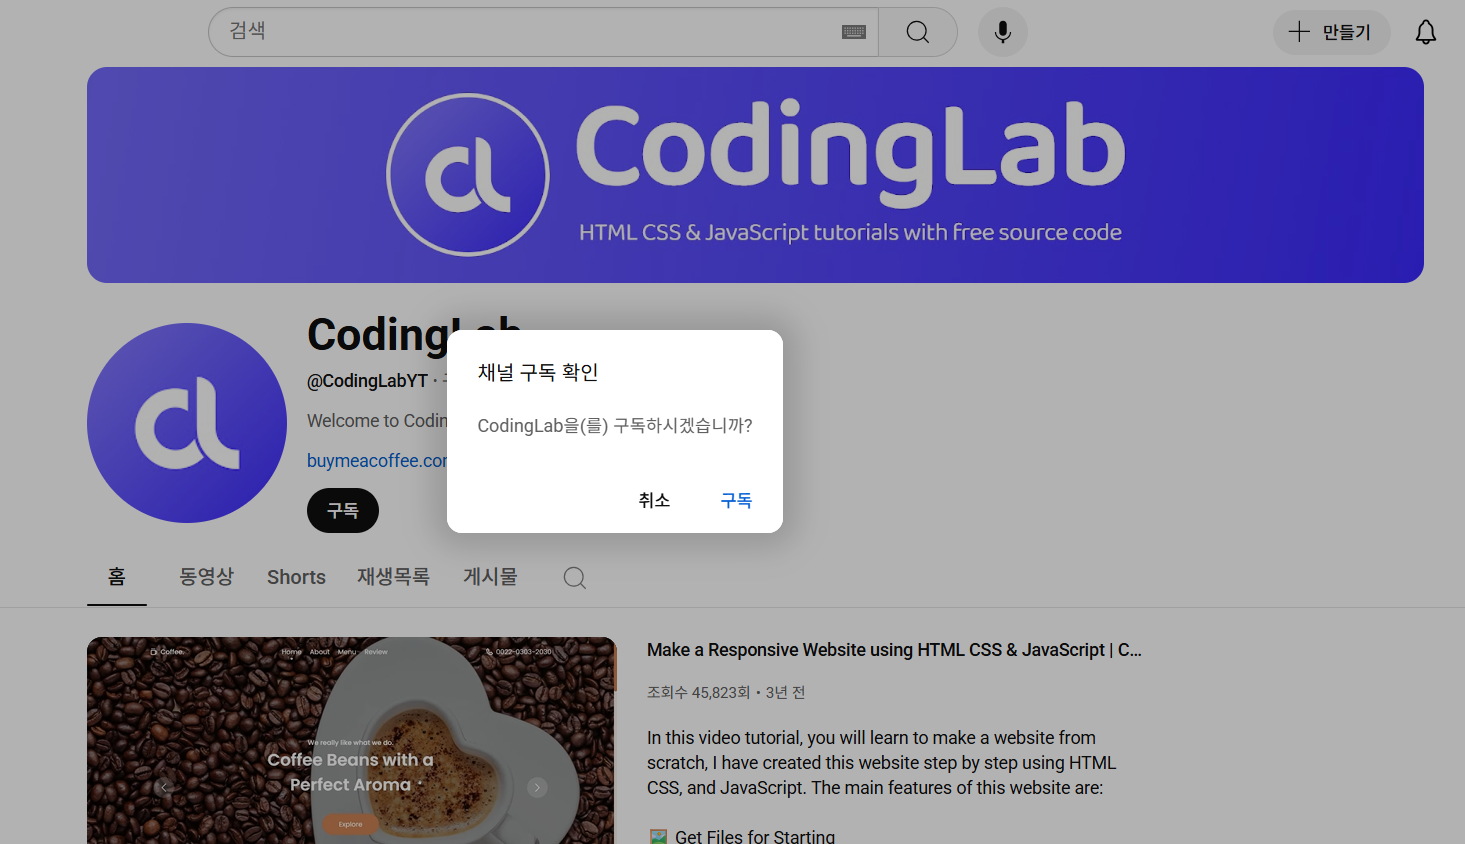 검색
만들기
CodingLab
HTML CSS & JavaScript tutorials with free source code
@CodingLabYT
Welcome to
buymeacoffee
구독
채널 구독 확인
CodingLab을(를) 구독하시겠습니까?
취소 구독
홈 동영상 Shorts 재생목록 게시물
Coffee. Home About Menu Review 0022-0303-2030
We really like what we do.
Coffee Beans with a
Perfect Aroma
Explore
Make a Responsive Website using HTML CSS & JavaScript | C...
조회수 45,823회 • 3년 전
In this video tutorial, you will learn to make a website from
scratch, I have created this website step by step using HTML
CSS, and JavaScript. The main features of this website are:
Get Files for Starting